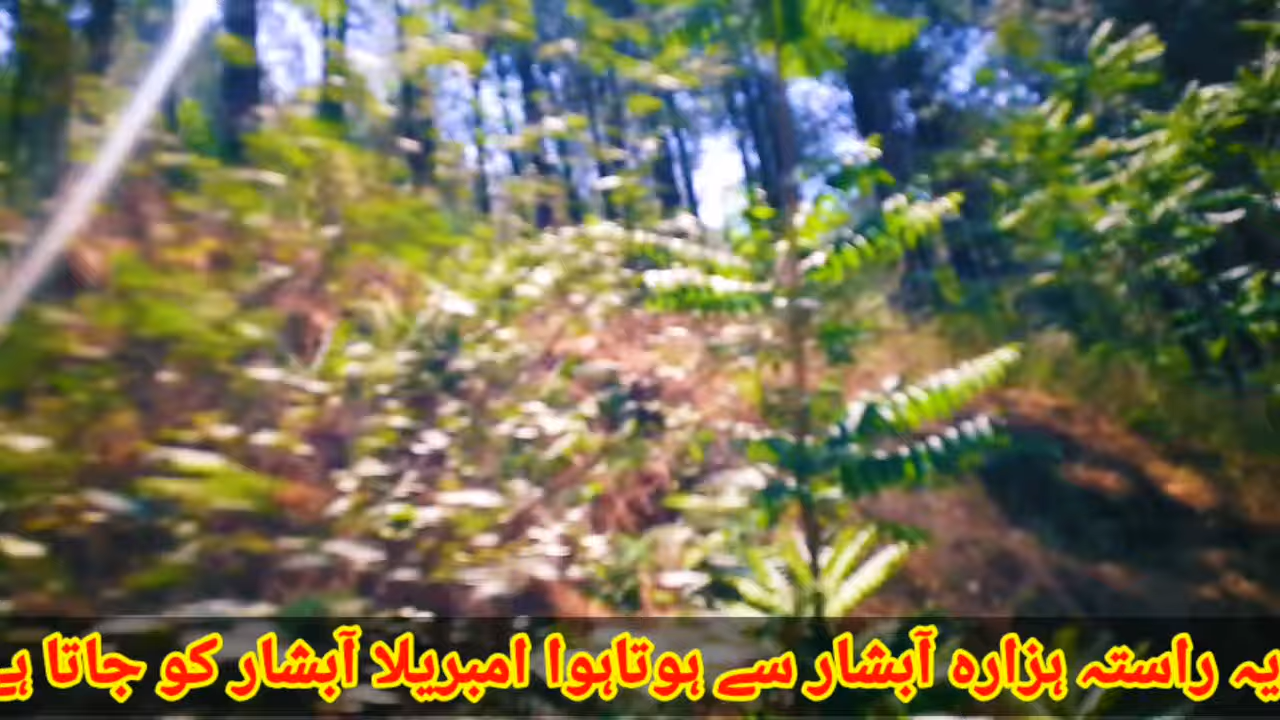 یہ راستہ ہزارہ آبشار سے ہوتاہوا امبریلا آبشار کو جاتا ہے